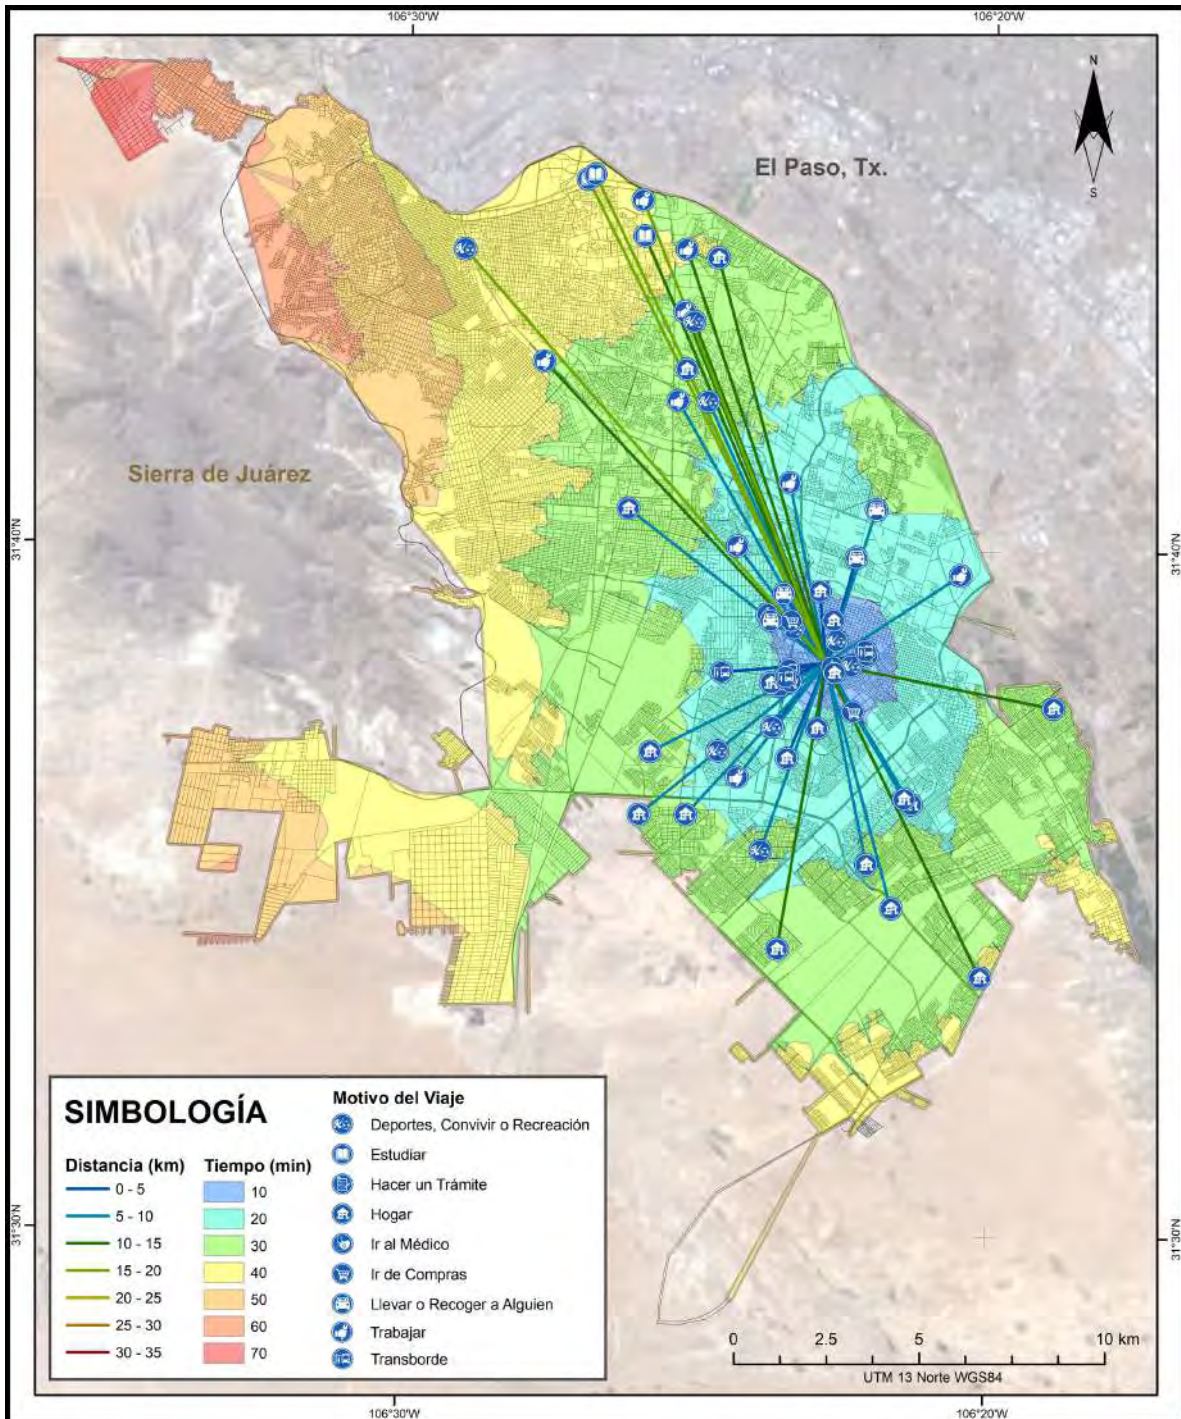 106°30'W
106°20'W
N
S
El Paso, Tx.
Sierra de Juárez
31°40'N
31°40'N
SIMBOLOGÍA
Distancia (km)
0 - 5
5 - 10
10 - 15
15 - 20
20 - 25
25 - 30
30 - 35
Tiempo (min)
10
20
30
40
50
60
70
Motivo del Viaje
Deportes, Convivir o Recreación
Estudiar
Hacer un Trámite
Hogar
Ir al Médico
Ir de Compras
Llevar o Recoger a Alguien
Trabajar
Transborde
31°30'N
31°30'N
0 2.5 5 10 km
UTM 13 Norte WGS84
106°30'W
106°20'W